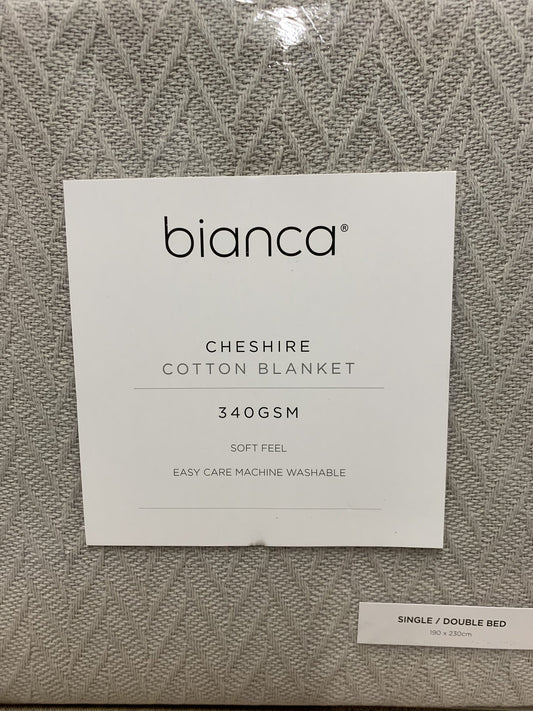 bianca®
CHESHIRE
COTTON BLANKET
340GSM
SOFT FEEL
EASY CARE MACHINE WASHABLE
SINGLE / DOUBLE BED
190 x 230cm